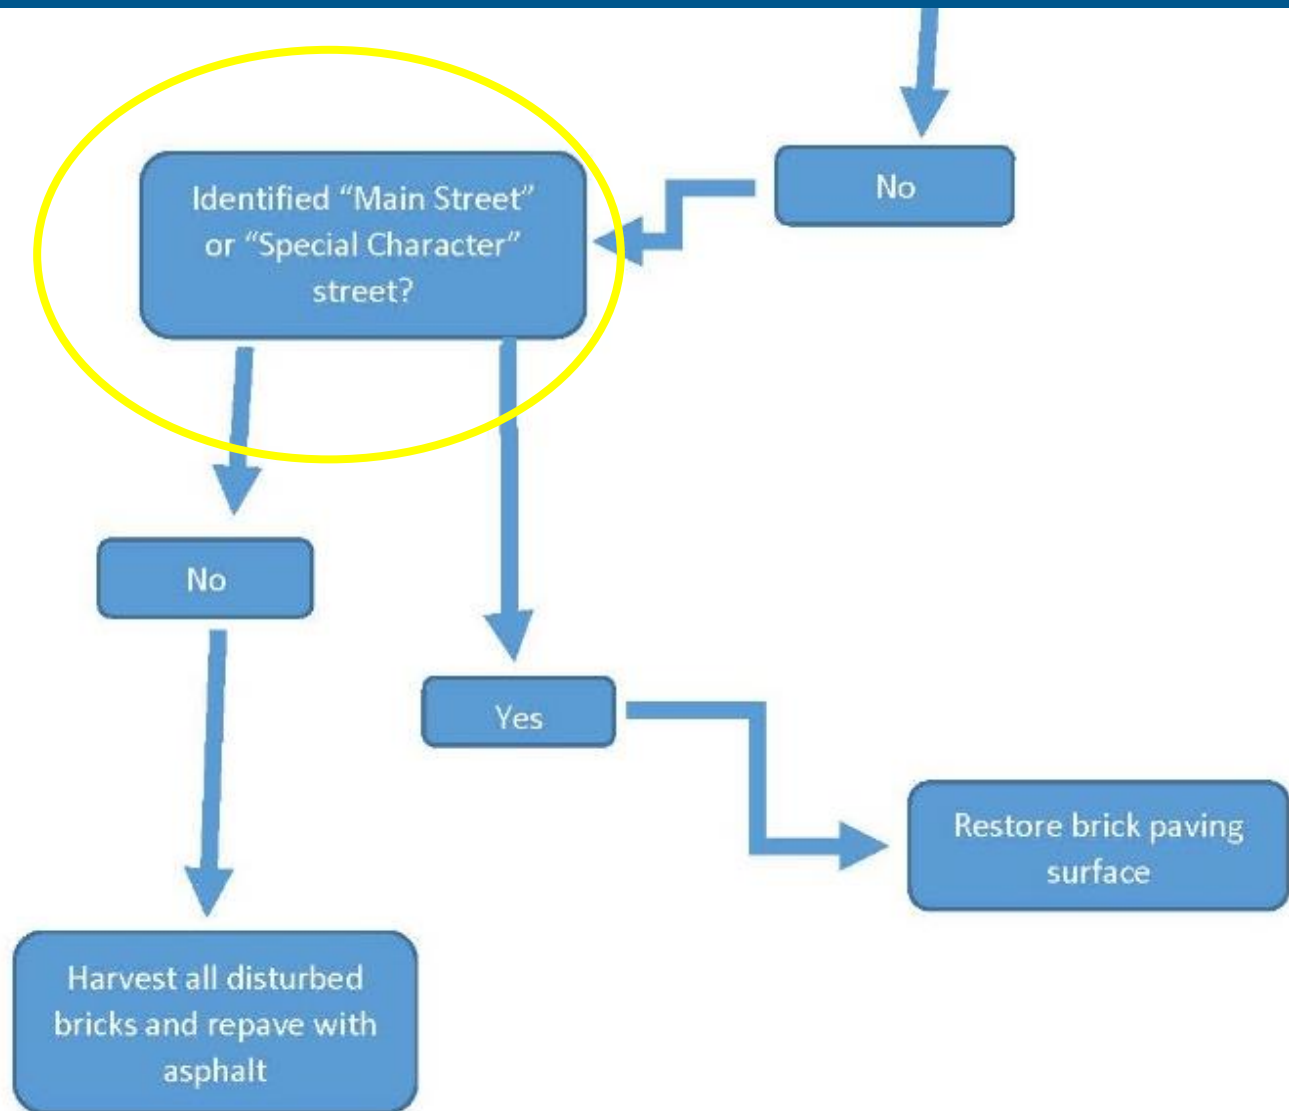 No
Identified “Main Street”
or “Special Character”
street?
No
Yes
Restore brick paving
surface
Harvest all disturbed
bricks and repave with
asphalt